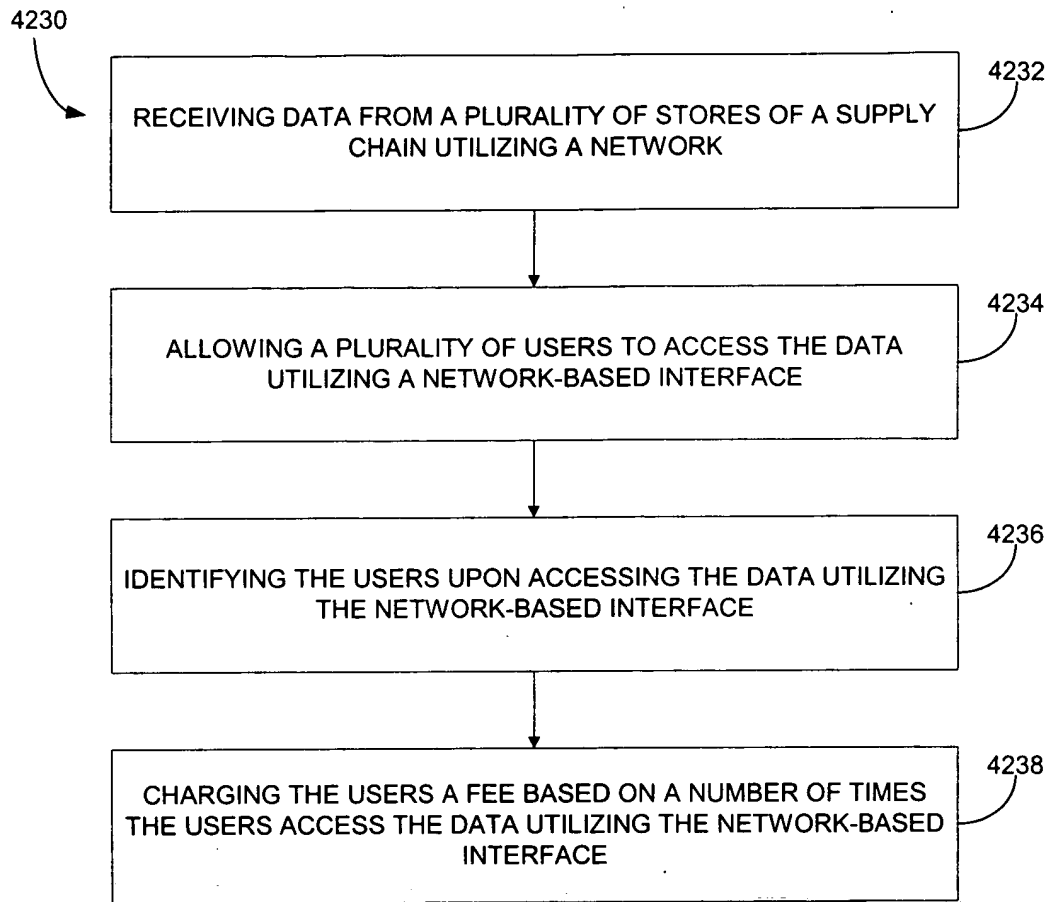 4230
4232
RECEIVING DATA FROM A PLURALITY OF STORES OF A SUPPLY
CHAIN UTILIZING A NETWORK
4234
ALLOWING A PLURALITY OF USERS TO ACCESS THE DATA
UTILIZING A NETWORK-BASED INTERFACE
4236
IDENTIFYING THE USERS UPON ACCESSING THE DATA UTILIZING
THE NETWORK-BASED INTERFACE
4238
CHARGING THE USERS A FEE BASED ON A NUMBER OF TIMES
THE USERS ACCESS THE DATA UTILIZING THE NETWORK-BASED
INTERFACE